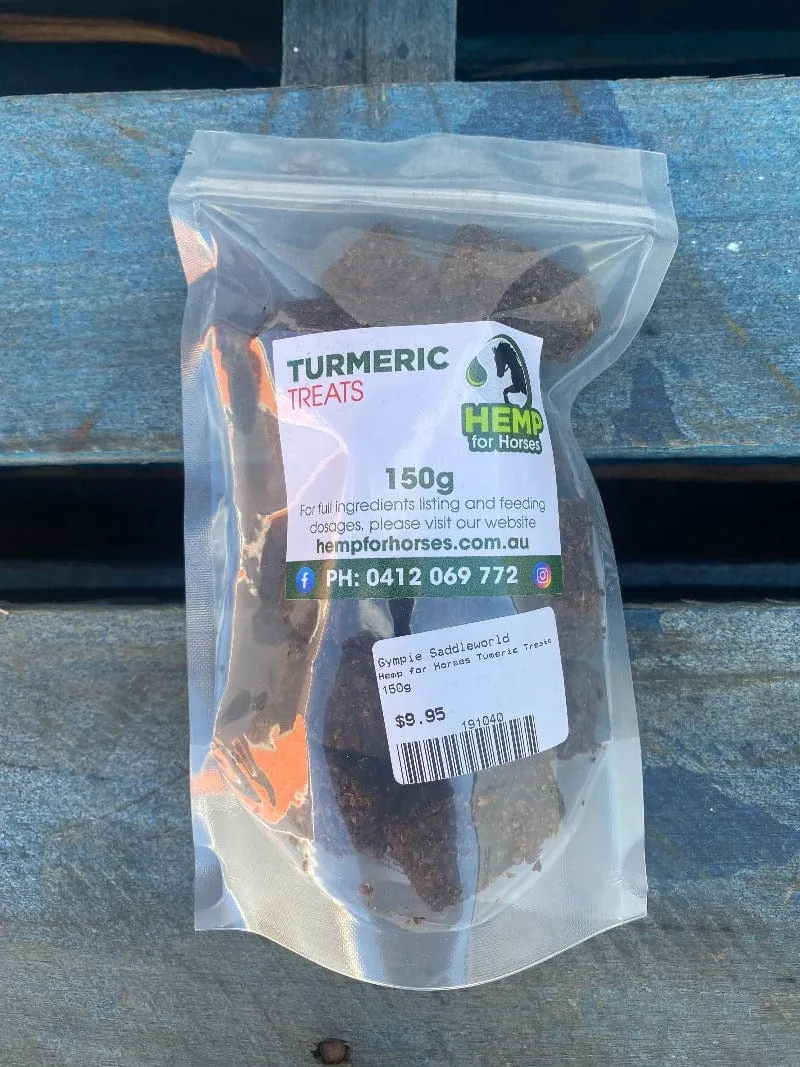 TURMERIC
TREATS
HEMP
for Horses
150g
For full ingredients listing and feeding
dosages, please visit our website
hempforhorses.com.au
f PH: 0412 069 772
Gympie Saddleworld
Hemp for Horses Tumeric Treats
150g
$9.95 191040